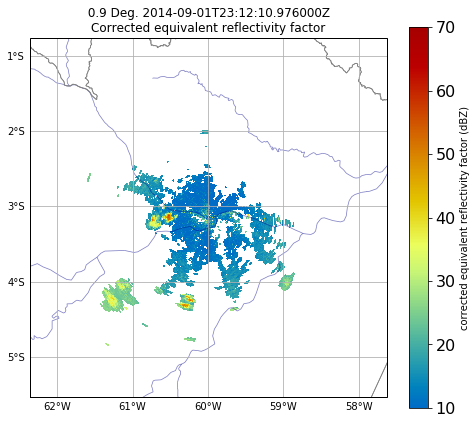 0.9 Deg. 2014-09-01T23:12:10.976000Z
Corrected equivalent reflectivity factor
1°S
2°S
3°S
4°S
5°S
62°W
61°W
60°W
59°W
58°W
70
60
50
40
30
20
10
corrected equivalent reflectivity factor (dBZ)